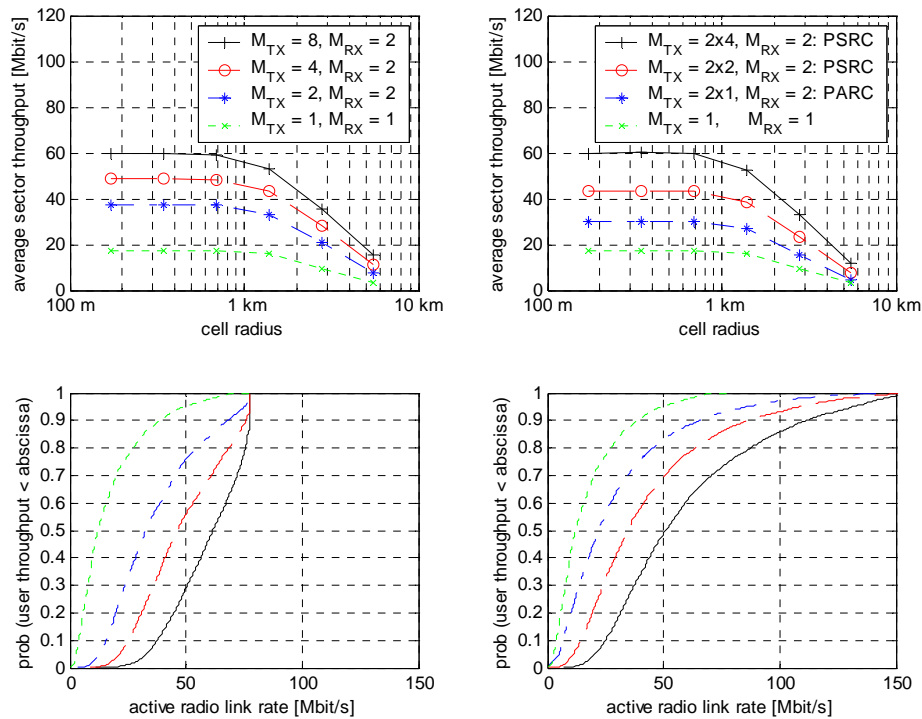 average sector throughput [Mbit/s]
120
100
80
60
40
20
0
M_TX = 8, M_RX = 2
M_TX = 4, M_RX = 2
M_TX = 2, M_RX = 2
M_TX = 1, M_RX = 1
100 m
1 km
10 km
cell radius
average sector throughput [Mbit/s]
120
100
80
60
40
20
0
M_TX = 2x4, M_RX = 2: PSRC
M_TX = 2x2, M_RX = 2: PSRC
M_TX = 2x1, M_RX = 2: PARC
M_TX = 1, M_RX = 1
100 m
1 km
10 km
cell radius
prob (user throughput < abscissa)
1
0.9
0.8
0.7
0.6
0.5
0.4
0.3
0.2
0.1
0
0
50
100
150
active radio link rate [Mbit/s]
prob (user throughput < abscissa)
1
0.9
0.8
0.7
0.6
0.5
0.4
0.3
0.2
0.1
0
0
50
100
150
active radio link rate [Mbit/s]